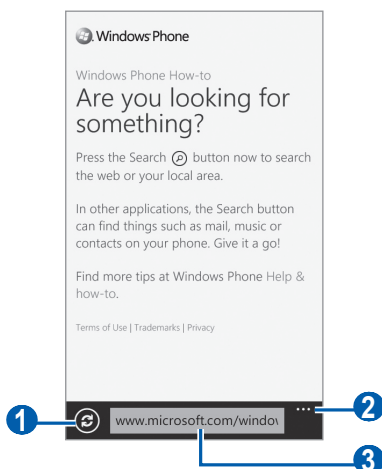 Windows Phone
Windows Phone How-to
Are you looking for
something?
Press the Search button now to search
the web or your local area.
In other applications, the Search button
can find things such as mail, music or
contacts on your phone. Give it a go!
Find more tips at Windows Phone Help &
how-to.
Terms of Use | Trademarks | Privacy
1
www.microsoft.com/windov
...
2
3